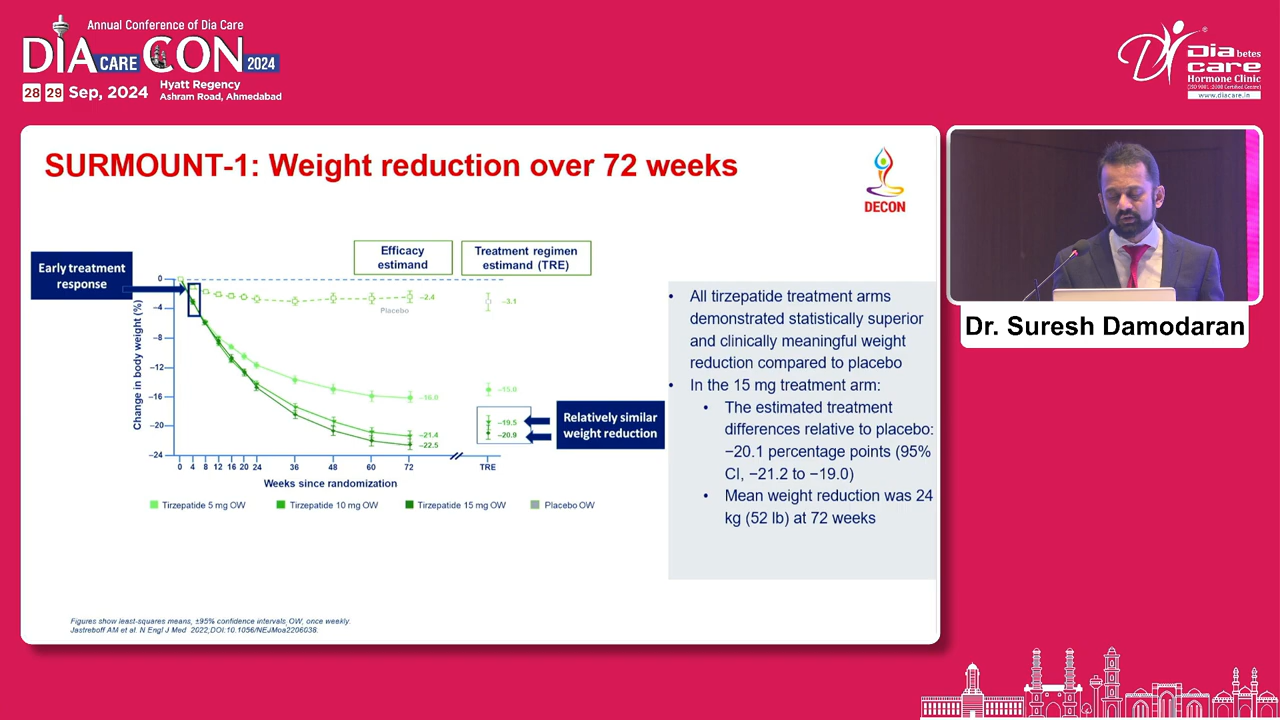 Annual Conference of Dia Care
DIA CARE CON 2024
28 29 Sep, 2024
Hyatt Regency
Ashram Road, Ahmedabad
Diabetes
care
Hormone Clinic
(ISO 9001:2008 Certified Centre)
www.diacare.in
SURMOUNT-1: Weight reduction over 72 weeks
DECON
Early treatment
response
Efficacy
estimand
Treatment regimen
estimand (TRE)
Change in body weight (%)
0
−4
−8
−12
−16
−20
−24
−2.4
Placebo
−3.1
−16.0
−15.0
−21.4
−22.5
−19.5
−20.9
Relatively similar
weight reduction
0 4 8 12 16 20 24 36 48 60 72 TRE
Weeks since randomization
Tirzepatide 5 mg OW Tirzepatide 10 mg OW Tirzepatide 15 mg OW Placebo OW
• All tirzepatide treatment arms
demonstrated statistically superior
and clinically meaningful weight
reduction compared to placebo
• In the 15 mg treatment arm:
• The estimated treatment
differences relative to placebo:
−20.1 percentage points (95%
CI, −21.2 to −19.0)
• Mean weight reduction was 24
kg (52 lb) at 72 weeks
Figures show least-squares means, ±95% confidence intervals, OW, once weekly.
Jastreboff AM et al. N Engl J Med 2022,DOI:10.1056/NEJMoa2206038.
Dr. Suresh Damodaran